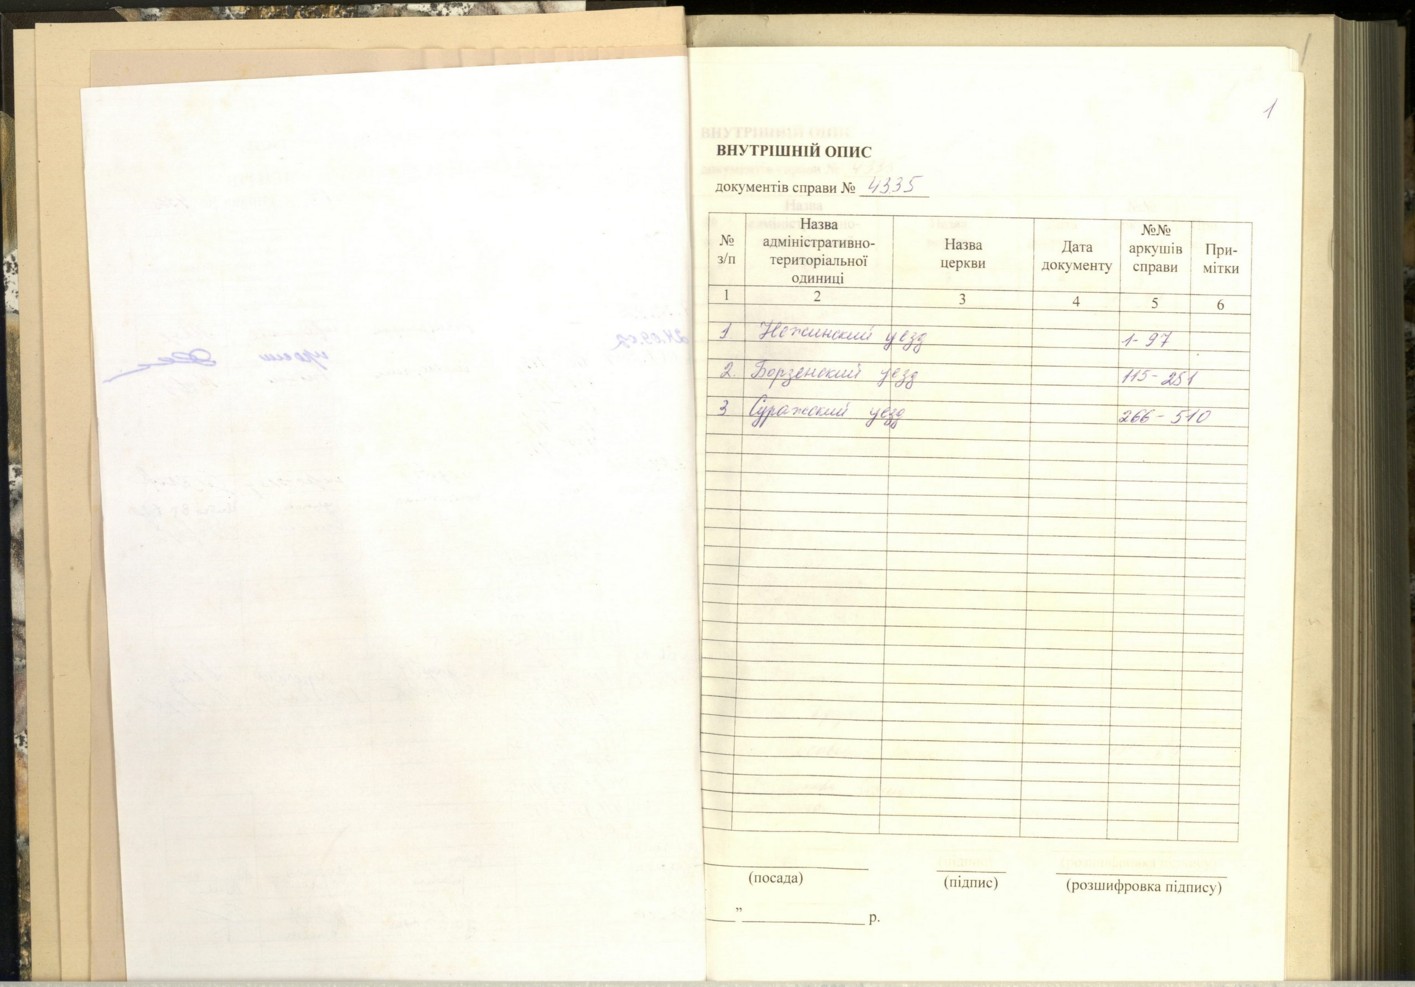 1
ВНУТРІШНІЙ ОПИС
документів справи № 4335
№ з/п
Назва адміністративно-територіальної одиниці
Назва церкви
Дата документу
№№ аркушів справи
При-мітки
1 2 3 4 5 6
1 Нежинский уезд 1-97
2. Борзенский уезд 115-251
3 Суражский уезд 266-510
(посада) (підпис) (розшифровка підпису)
” р.